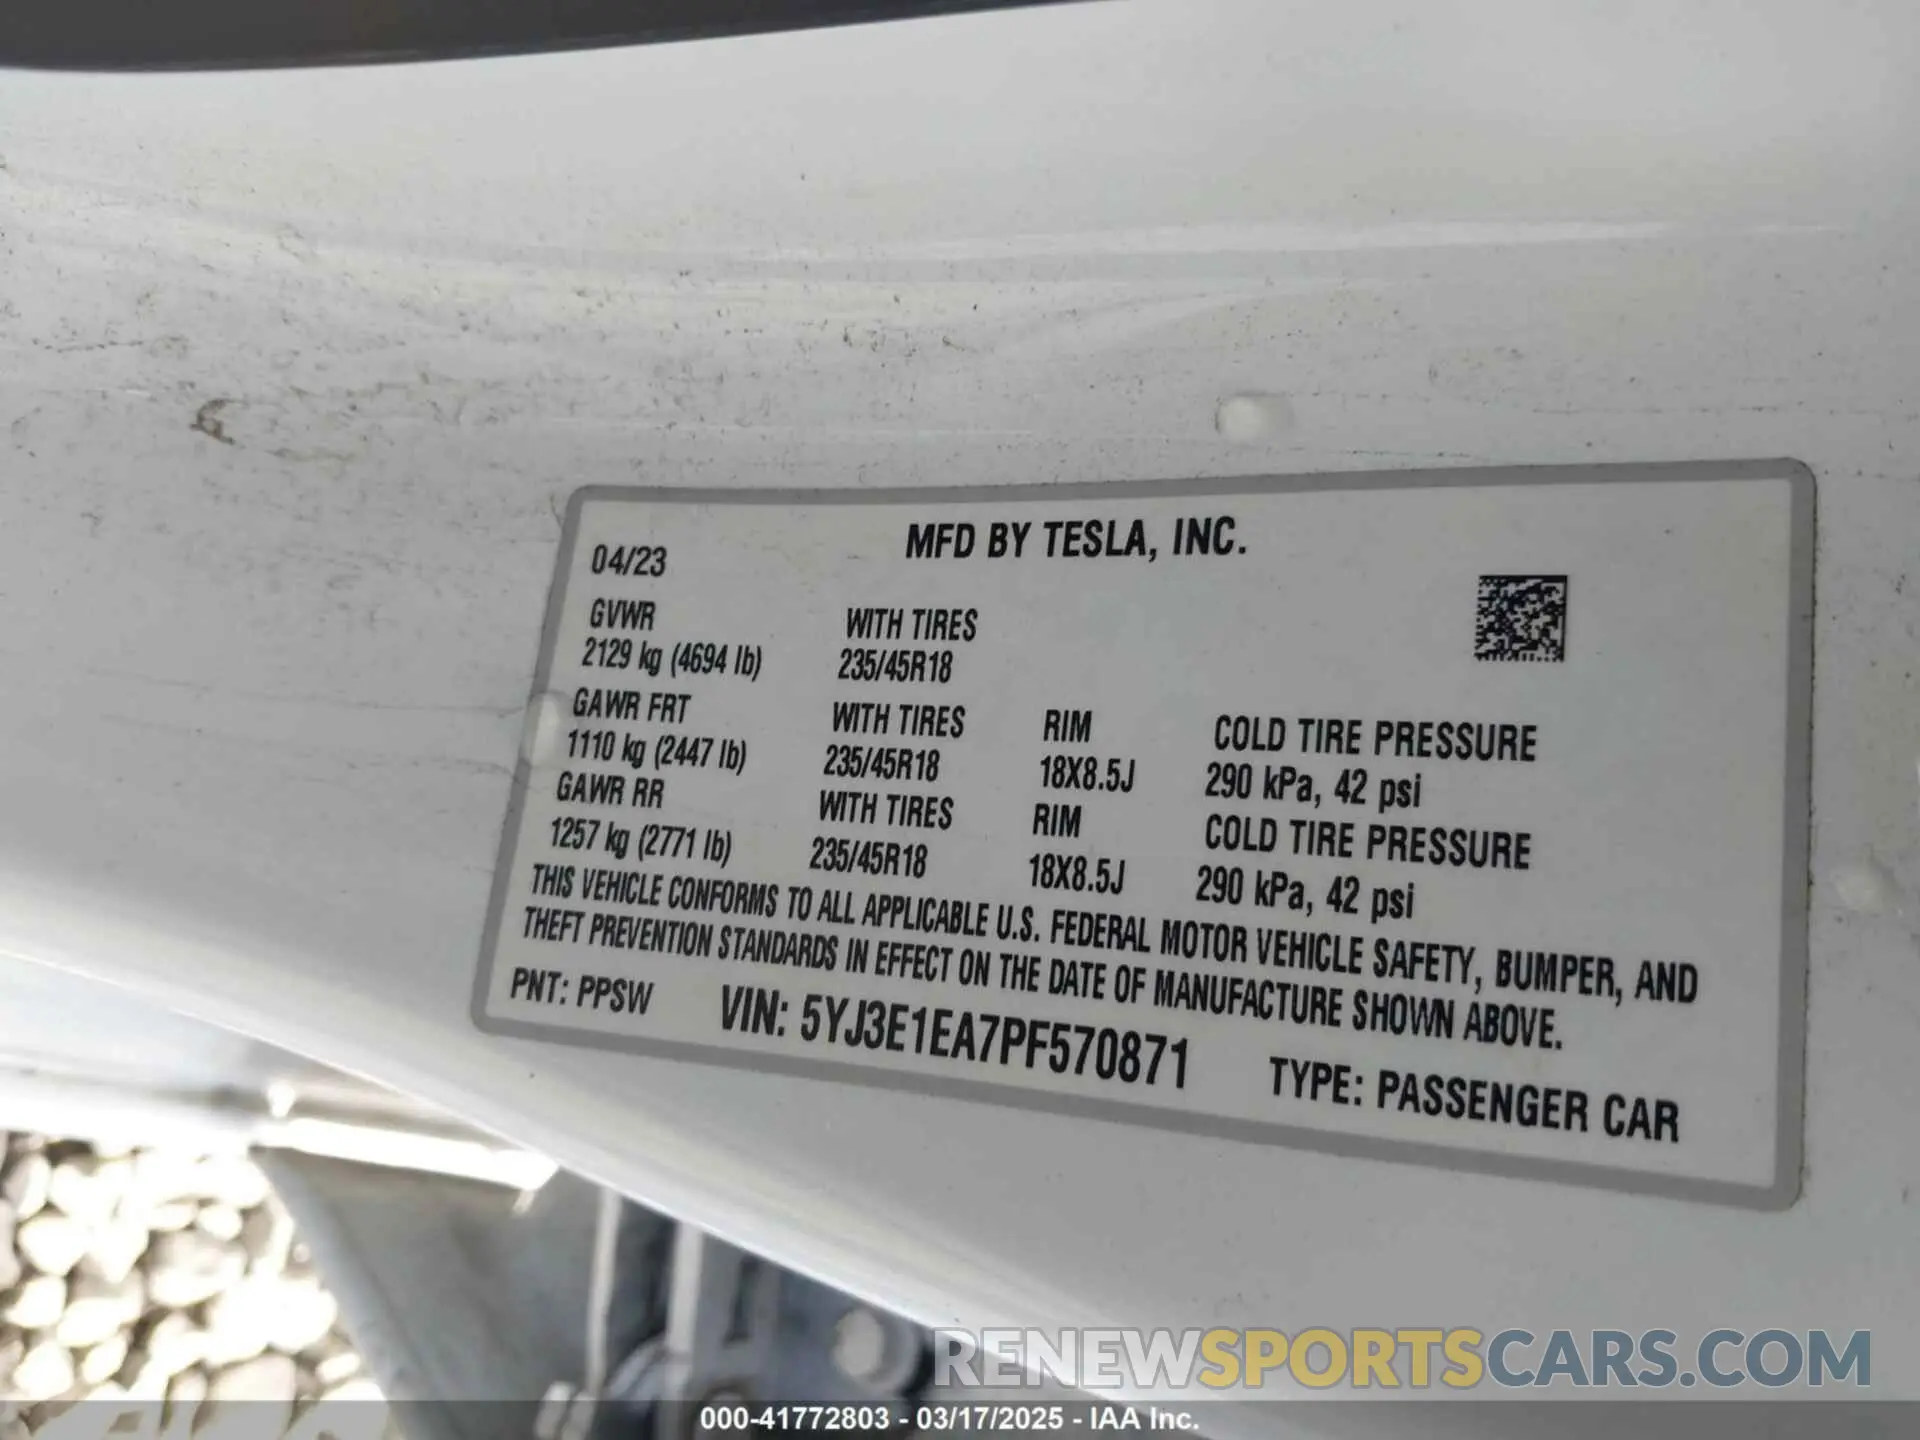 MFD BY TESLA, INC.
04/23
GVWR WITH TIRES
2129 kg (4694 lb) 235/45R18
GAWR FRT WITH TIRES RIM COLD TIRE PRESSURE
1110 kg (2447 lb) 235/45R18 18X8.5J 290 kPa, 42 psi
GAWR RR WITH TIRES RIM COLD TIRE PRESSURE
1257 kg (2771 lb) 235/45R18 18X8.5J 290 kPa, 42 psi
THIS VEHICLE CONFORMS TO ALL APPLICABLE U.S. FEDERAL MOTOR VEHICLE SAFETY, BUMPER, AND
THEFT PREVENTION STANDARDS IN EFFECT ON THE DATE OF MANUFACTURE SHOWN ABOVE.
PNT: PPSW VIN: 5YJ3E1EA7PF570871 TYPE: PASSENGER CAR
RENEWSPORTSCARS.COM
000-41772803 - 03/17/2025 - IAA Inc.